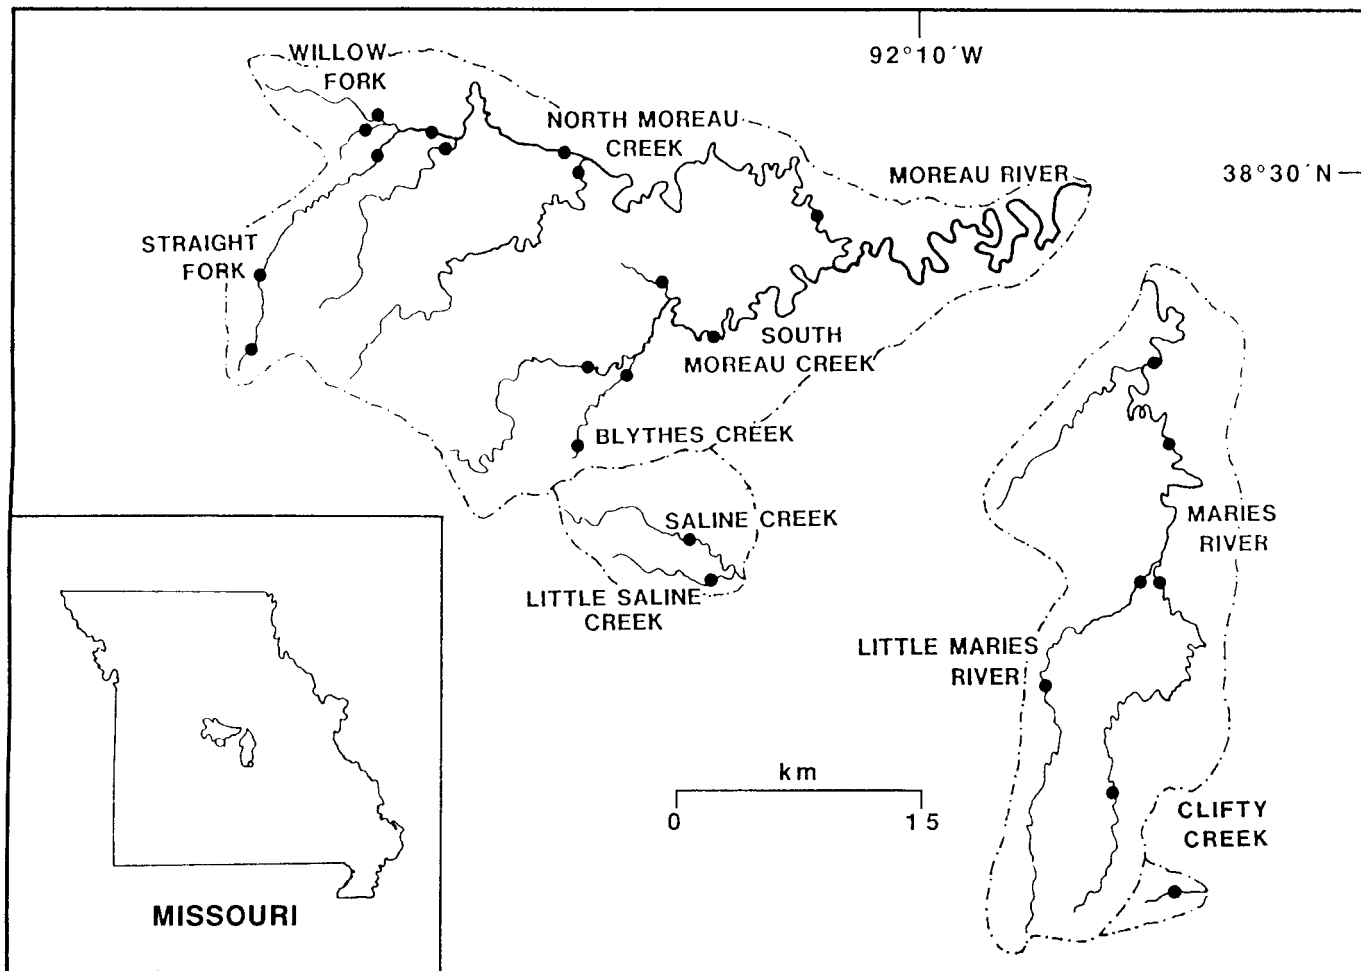 WILLOW
FORK
92°10´W
NORTH MOREAU
CREEK
MOREAU RIVER
38°30´N
STRAIGHT
FORK
SOUTH
MOREAU CREEK
BLYTHES CREEK
SALINE CREEK
MARIES
RIVER
LITTLE SALINE
CREEK
LITTLE MARIES
RIVER
km
0 15
CLIFTY
CREEK
MISSOURI